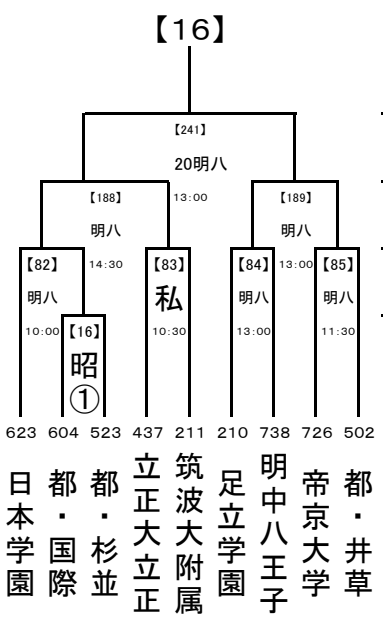 【16】
【241】
20明八
13:00
【188】
明八
14:30
【189】
明八
13:00
【82】
明八
10:00
【83】
私
10:30
【84】
明八
13:00
【85】
明八
11:30
【16】
昭
①
623 604 523 437 211 210 738 726 502
日本学園
都・国際
都・杉並
立正大立正
筑波大附属
足立学園
明中八王子
帝京大学
都・井草